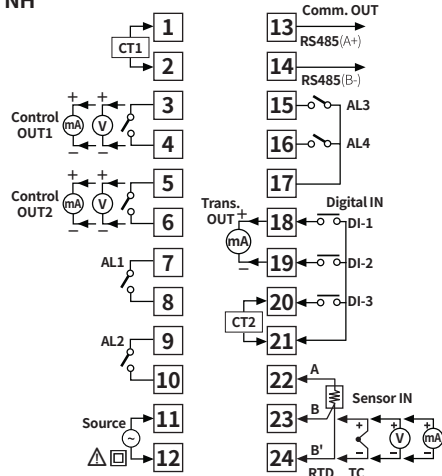 NH
1
CT1
2
Control
OUT1
+
+
mA
V
3
−
−
4
Control
OUT2
+
+
mA
V
5
−
−
6
AL1
7
8
AL2
9
10
Source
11
~
12
Comm. OUT
13
RS485(A+)
14
RS485(B-)
15
AL3
16
AL4
17
Trans.
OUT
+
mA
−
Digital IN
18
DI-1
19
DI-2
20
DI-3
CT2
21
22
A
Sensor IN
23
B
24
B'
+
+
+
V
mA
−
−
−
RTD
TC